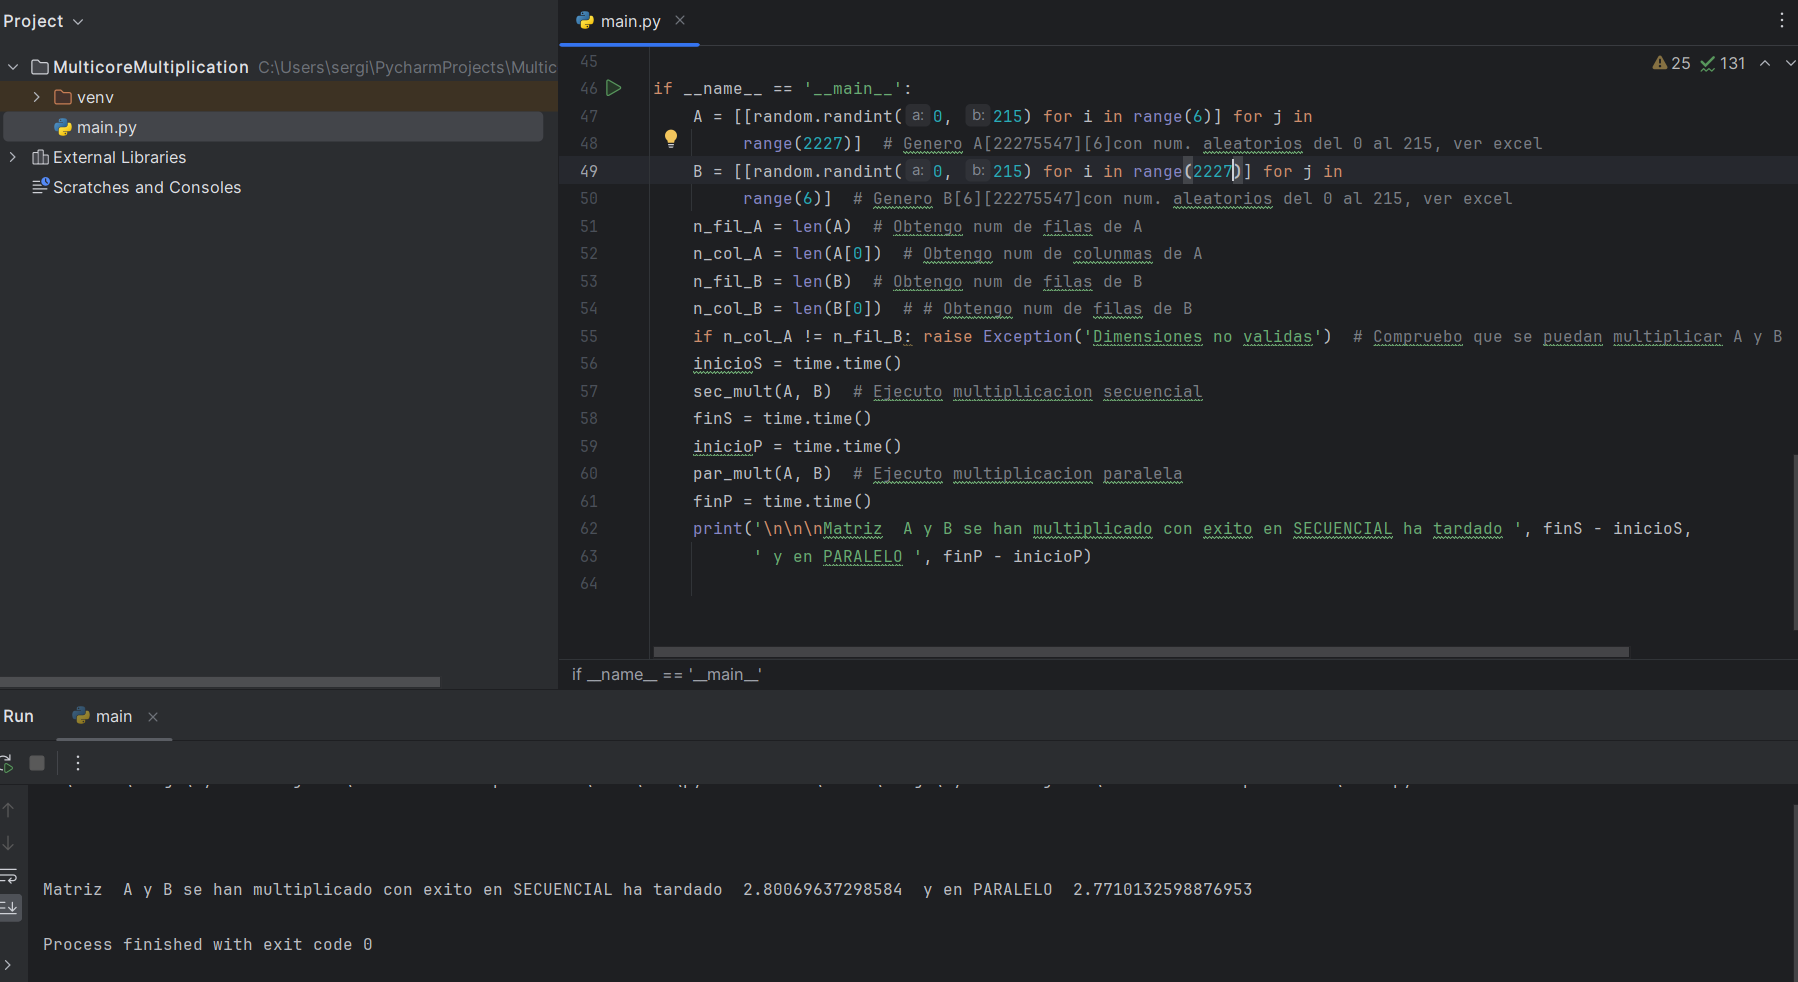 Project
MulticoreMultiplication C:\Users\sergi\PycharmProjects\Multic
venv
main.py
External Libraries
Scratches and Consoles
main.py
25 131
45
46 if __name__ == '__main__':
47 A = [[random.randint( a: 0, b: 215) for i in range(6)] for j in
48 range(2227)]  # Genero A[22275547][6]con num. aleatorios del 0 al 215, ver excel
49 B = [[random.randint( a: 0, b: 215) for i in range(2227)] for j in
50 range(6)]  # Genero B[6][22275547]con num. aleatorios del 0 al 215, ver excel
51 n_fil_A = len(A)  # Obtengo num de filas de A
52 n_col_A = len(A[0])  # Obtengo num de colunmas de A
53 n_fil_B = len(B)  # Obtengo num de filas de B
54 n_col_B = len(B[0])  # # Obtengo num de filas de B
55 if n_col_A != n_fil_B: raise Exception('Dimensiones no validas')  # Compruebo que se puedan multiplicar A y B
56 inicioS = time.time()
57 sec_mult(A, B)  # Ejecuto multiplicacion secuencial
58 finS = time.time()
59 inicioP = time.time()
60 par_mult(A, B)  # Ejecuto multiplicacion paralela
61 finP = time.time()
62 print('\n\n\nMatriz  A y B se han multiplicado con exito en SECUENCIAL ha tardado ', finS - inicioS,
63 ' y en PARALELO ', finP - inicioP)
64
if __name__ == '__main__'
Run main
Matriz  A y B se han multiplicado con exito en SECUENCIAL ha tardado  2.80069637298584  y en PARALELO  2.7710132598876953
Process finished with exit code 0